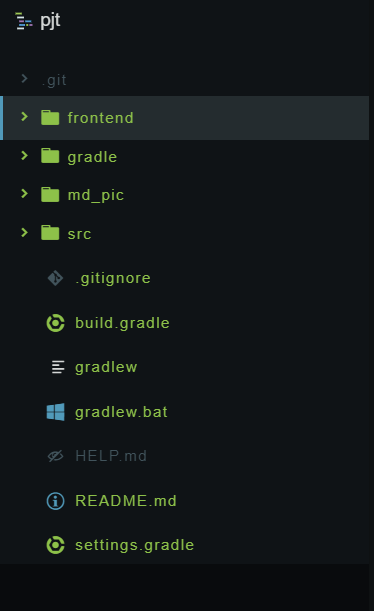 pjt
.git
frontend
gradle
md_pic
src
.gitignore
build.gradle
gradlew
gradlew.bat
HELP.md
README.md
settings.gradle